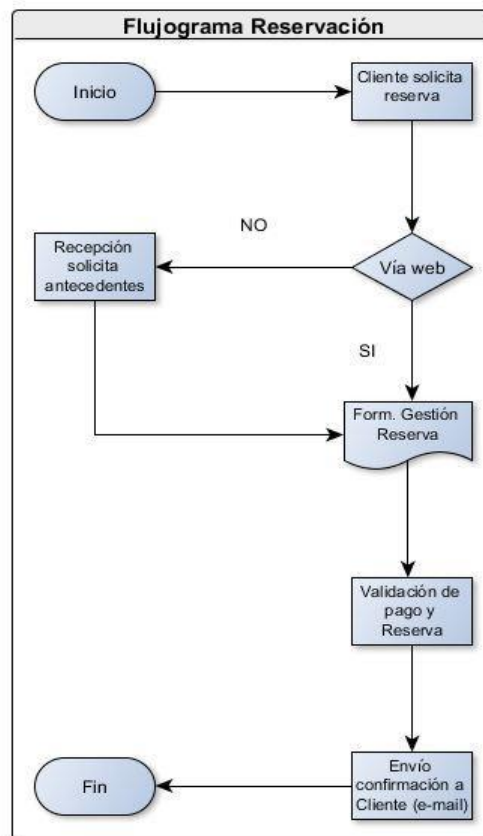 Flujograma Reservación
Inicio
Cliente solicita
reserva
NO
Recepción
solicita
antecedentes
Vía web
SI
Form. Gestión
Reserva
Validación de
pago y
Reserva
Envío
confirmación a
Cliente (e-mail)
Fin